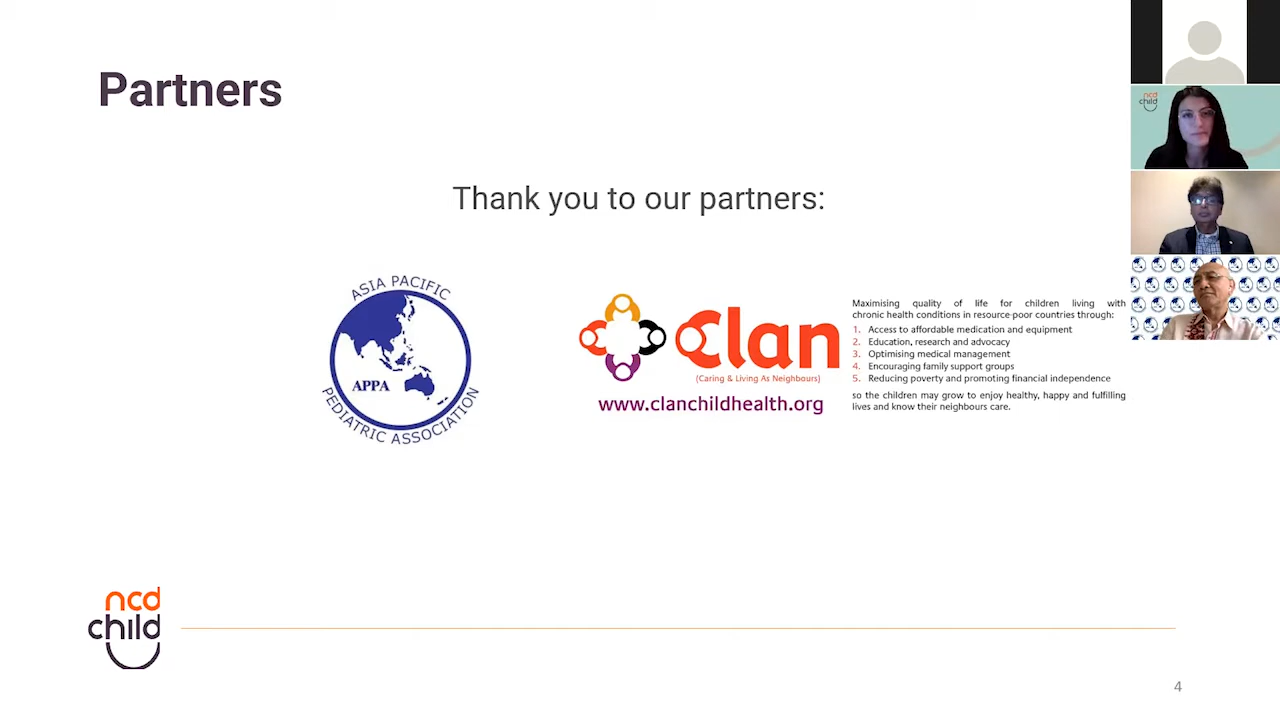 Partners
Thank you to our partners:
ASIA PACIFIC
APPA
PEDIATRIC ASSOCIATION
clan
(Caring & Living As Neighbours)
www.clanchildhealth.org
Maximising quality of life for children living with
chronic health conditions in resource-poor countries through:
1. Access to affordable medication and equipment
2. Education, research and advocacy
3. Optimising medical management
4. Encouraging family support groups
5. Reducing poverty and promoting financial independence
so the children may grow to enjoy healthy, happy and fulfilling
lives and know their neighbours care.
ncd
child
ncd
child
4